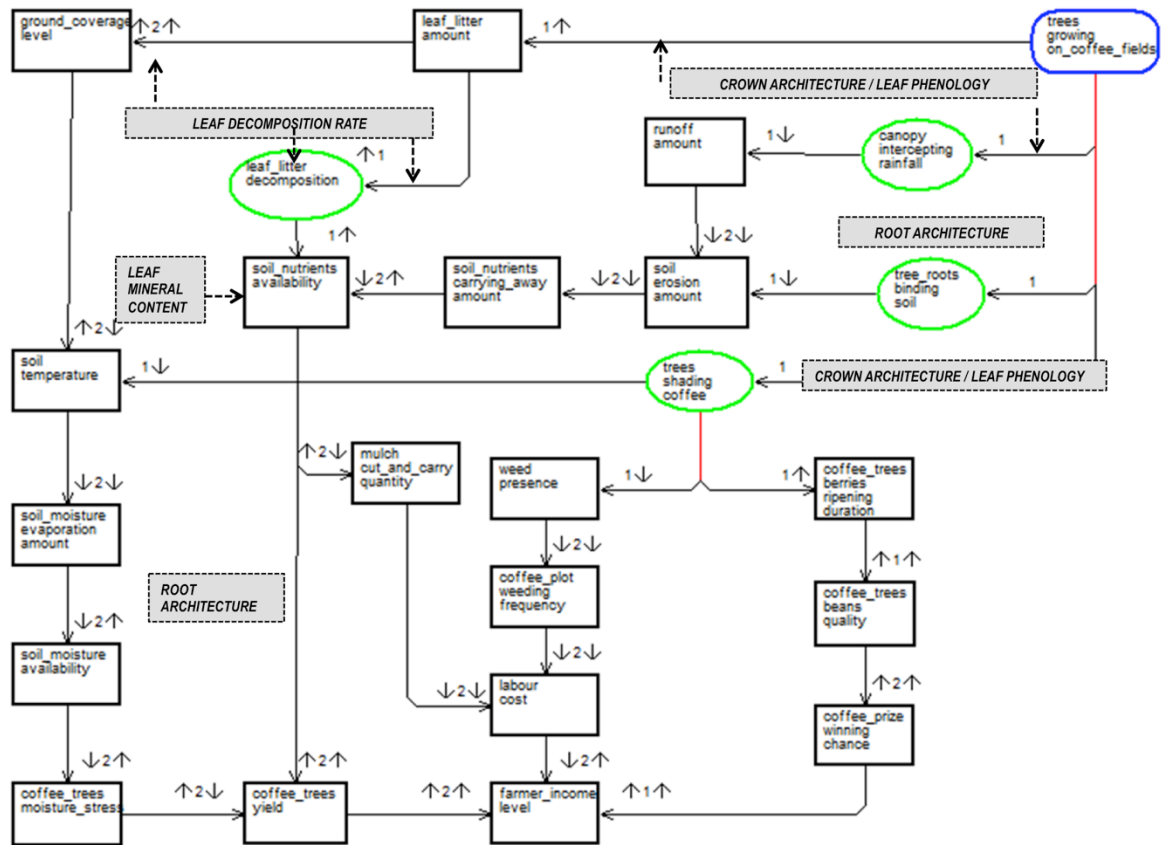 ground_coverage
level
↑2↑
leaf_litter
amount
1↑
trees
growing
on_coffee_fields
CROWN ARCHITECTURE / LEAF PHENOLOGY
LEAF DECOMPOSITION RATE
runoff
amount
1↓
canopy
intercepting
rainfall
1
↑1
leaf_litter
decomposition
1↑
↓2↓
ROOT ARCHITECTURE
LEAF
MINERAL
CONTENT
soil_nutrients
availability
↓2↑
soil_nutrients
carrying_away
amount
↓2↓
soil
erosion
amount
1↓
tree_roots
binding
soil
1
↑2↓
soil
temperature
1↓
trees
shading
coffee
1
CROWN ARCHITECTURE / LEAF PHENOLOGY
↑2↓
mulch
cut_and_carry
quantity
weed
presence
1↓
1↑
coffee_trees
berries
ripening
duration
↓2↓
soil_moisture
evaporation
amount
↓2↓
coffee_plot
weeding
frequency
↑1↑
coffee_trees
beans
quality
ROOT
ARCHITECTURE
↓2↑
soil_moisture
availability
↓2↓
↓2↓
labour
cost
↑2↑
coffee_prize
winning
chance
↓2↑
coffee_trees
moisture_stress
↑2↓
↑2↑
coffee_trees
yield
↑2↑
↓2↑
farmer_income
level
↑1↑